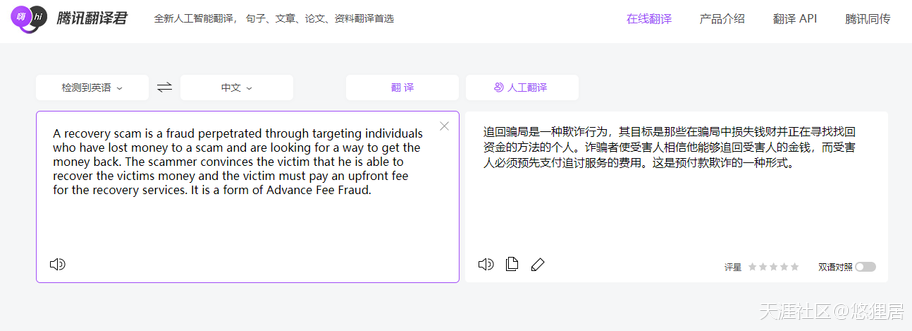 嗨 hi 腾讯翻译君 全新人工智能翻译，句子、文章、论文、资料翻译首选 在线翻译 产品介绍 翻译 API 腾讯同传
检测到英语 中文 翻 译 人工翻译
A recovery scam is a fraud perpetrated through targeting individuals
who have lost money to a scam and are looking for a way to get the
money back. The scammer convinces the victim that he is able to
recover the victims money and the victim must pay an upfront fee
for the recovery services. It is a form of Advance Fee Fraud.
追回骗局是一种欺诈行为，其目标是那些在骗局中损失钱财并正在寻找找回
资金的方法的个人。诈骗者使受害人相信他能够追回受害人的金钱，而受害
人必须预先支付追讨服务的费用。这是预付款欺诈的一种形式。
评星 双语对照
天涯社区@悠狸居